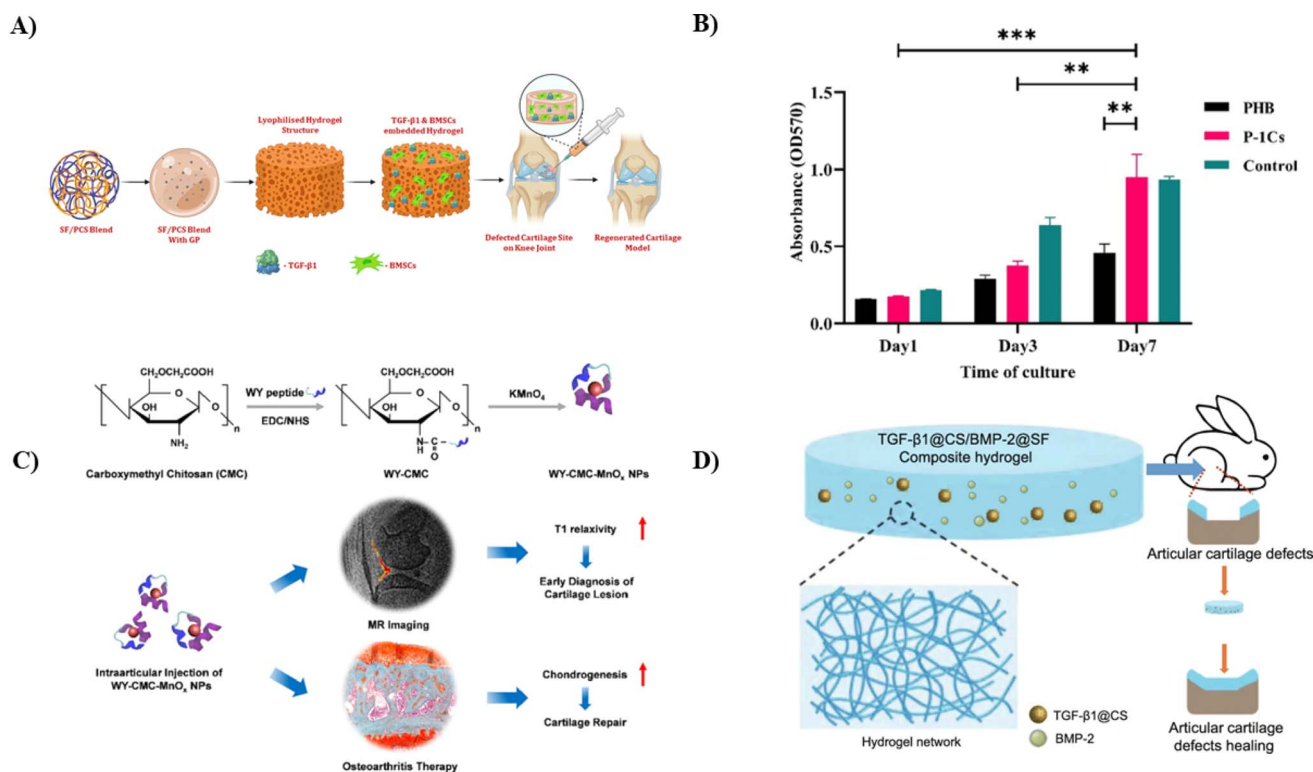 A)
Lyophilised Hydrogel
Structure
TGF-β1 & BMSCs
embedded Hydrogel
SF/PCS Blend
SF/PCS Blend
With GP
Defected Cartilage Site
on Knee Joint
Regenerated Cartilage
Model
- TGF-β1
- BMSCs
B)
***
**
**
Absorbance (OD570)
1.5
1.0
0.5
0.0
Day1
Day3
Day7
Time of culture
PHB
P-1Cs
Control
C)
CH₂OCH₂COOH
O
O
OH
NH₂
n
Carboxymethyl Chitosan (CMC)
WY peptide
EDC/NHS
CH₂OCH₂COOH
O
O
OH
N–C
H
O
n
WY-CMC
KMnO₄
WY-CMC-MnOₓ NPs
Intraarticular Injection of
WY-CMC-MnOₓ NPs
MR Imaging
T1 relaxivity
Early Diagnosis of
Cartilage Lesion
Osteoarthritis Therapy
Chondrogenesis
Cartilage Repair
D)
TGF-β1@CS/BMP-2@SF
Composite hydrogel
Hydrogel network
TGF-β1@CS
BMP-2
Articular cartilage defects
Articular cartilage
defects healing